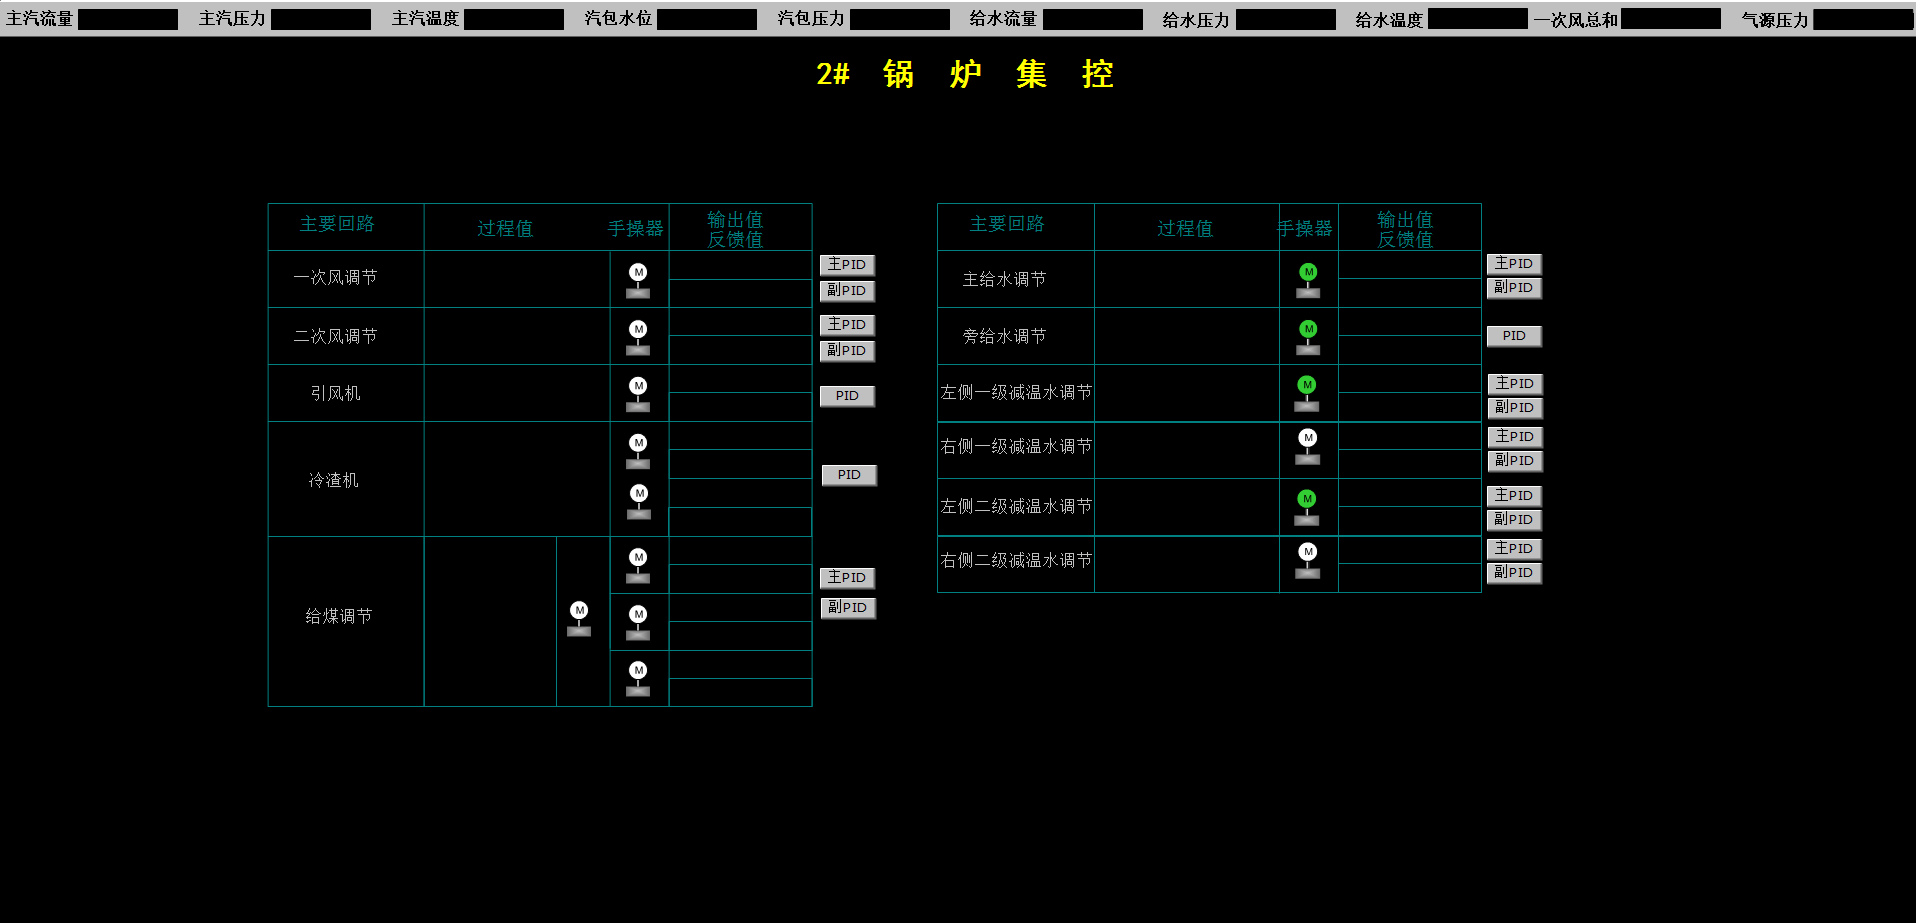 主汽流量 主汽压力 主汽温度 汽包水位 汽包压力 给水流量 给水压力 给水温度 一次风总和 气源压力
2# 锅 炉 集 控
主要回路 过程值 手操器 输出值
反馈值
一次风调节 M 主PID
副PID
二次风调节 M 主PID
副PID
引风机 M PID
冷渣机 M PID
M
给煤调节 M M 主PID
M 副PID
M
主要回路 过程值 手操器 输出值
反馈值
主给水调节 M 主PID
副PID
旁给水调节 M PID
左侧一级减温水调节 M 主PID
副PID
右侧一级减温水调节 M 主PID
副PID
左侧二级减温水调节 M 主PID
副PID
右侧二级减温水调节 M 主PID
副PID